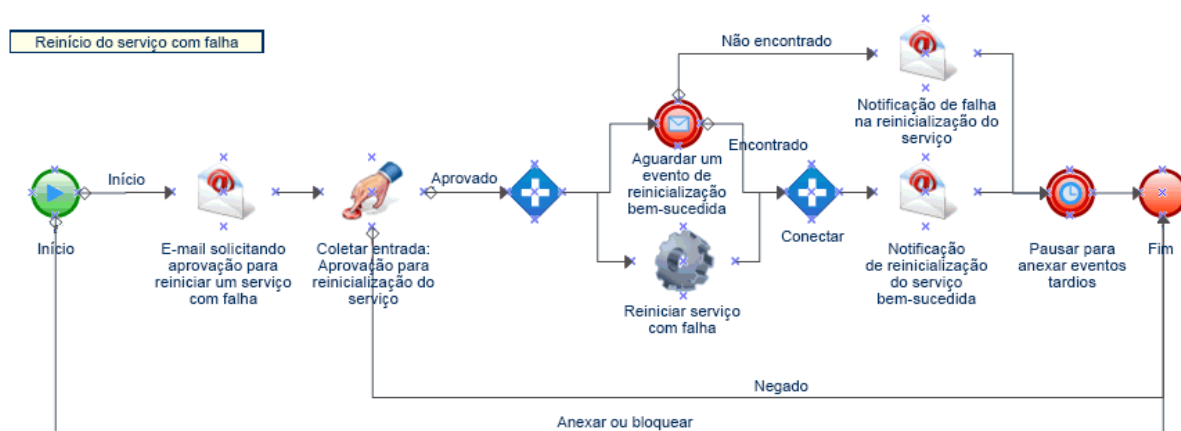 Reinício do serviço com falha
Não encontrado
Notificação de falha
na reinicialização do
serviço
Início
Aprovado
Encontrado
Aguardar um
evento de
reinicialização
bem-sucedida
Conectar
Início
E-mail solicitando
aprovação para
reiniciar um serviço
com falha
Coletar entrada:
Aprovação para
reinicialização do
serviço
Notificação
de reinicialização
do serviço
bem-sucedida
Pausar para
anexar eventos
tardios
Fim
Reiniciar serviço
com falha
Negado
Anexar ou bloquear